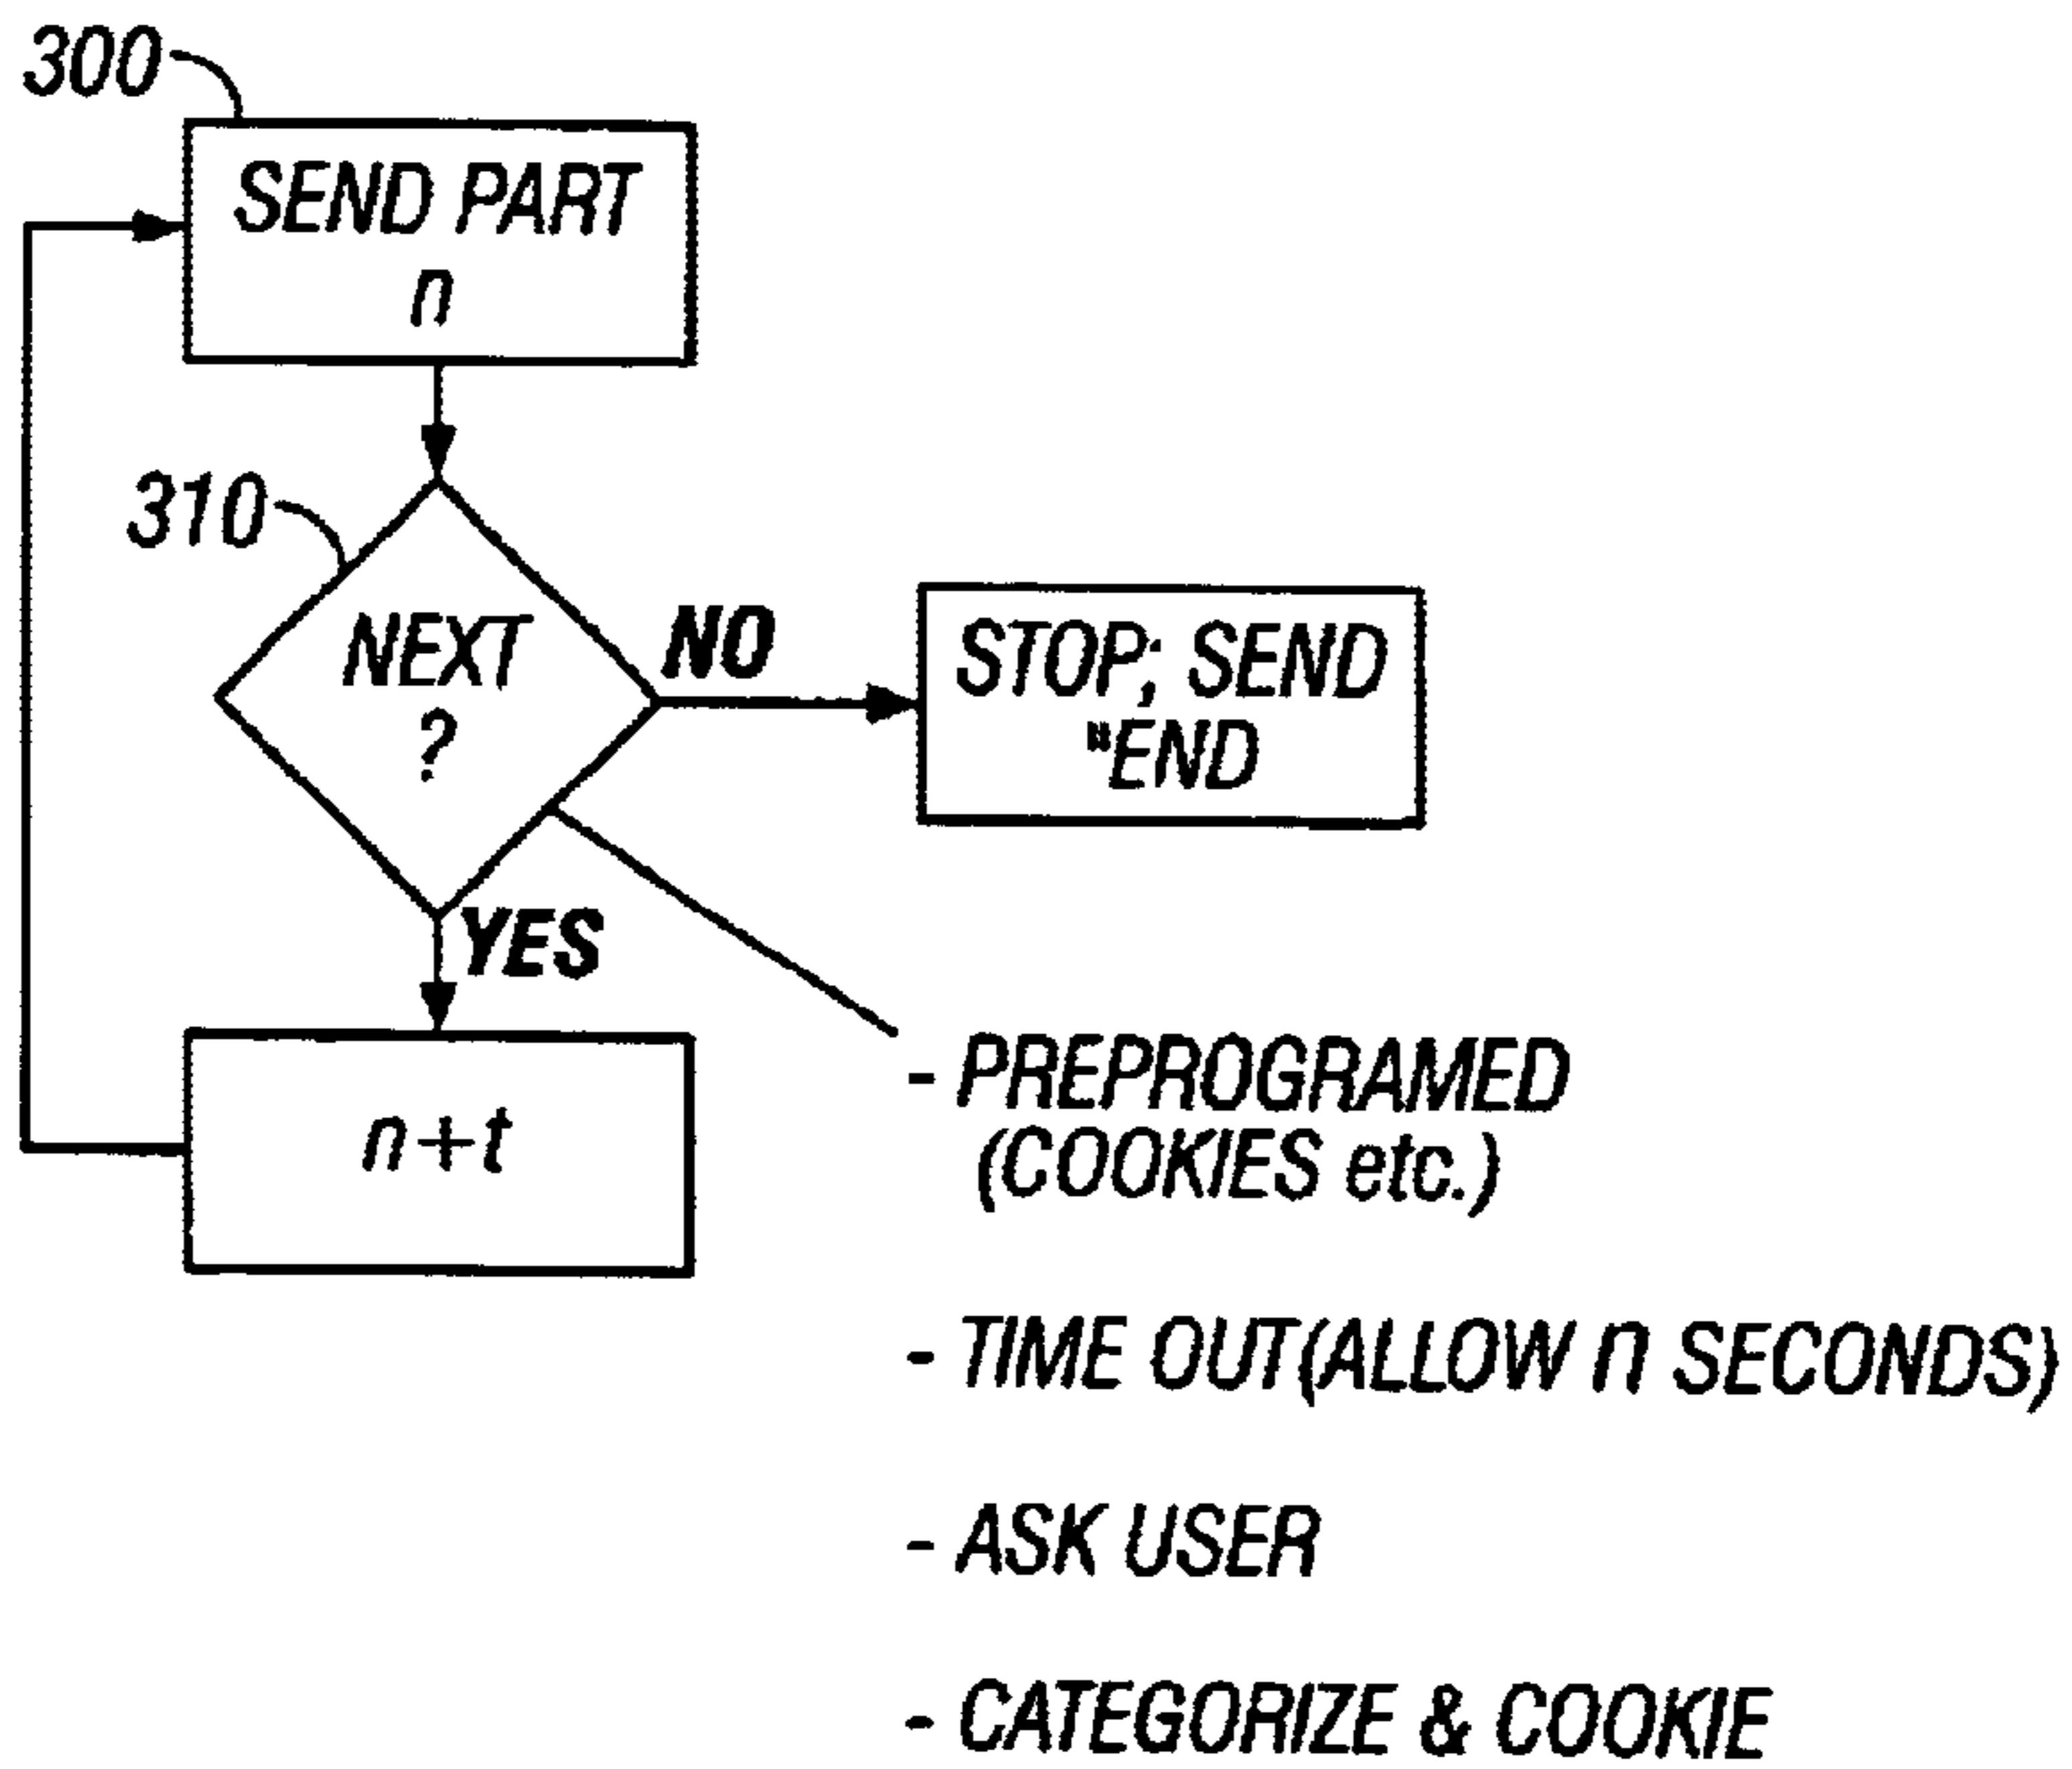 300
SEND PART
n
310
NEXT
?
NO
STOP; SEND
"END
YES
n+t
- PREPROGRAMED
(COOKIES etc.)
- TIME OUT(ALLOW n SECONDS)
- ASK USER
- CATEGORIZE & COOKIE